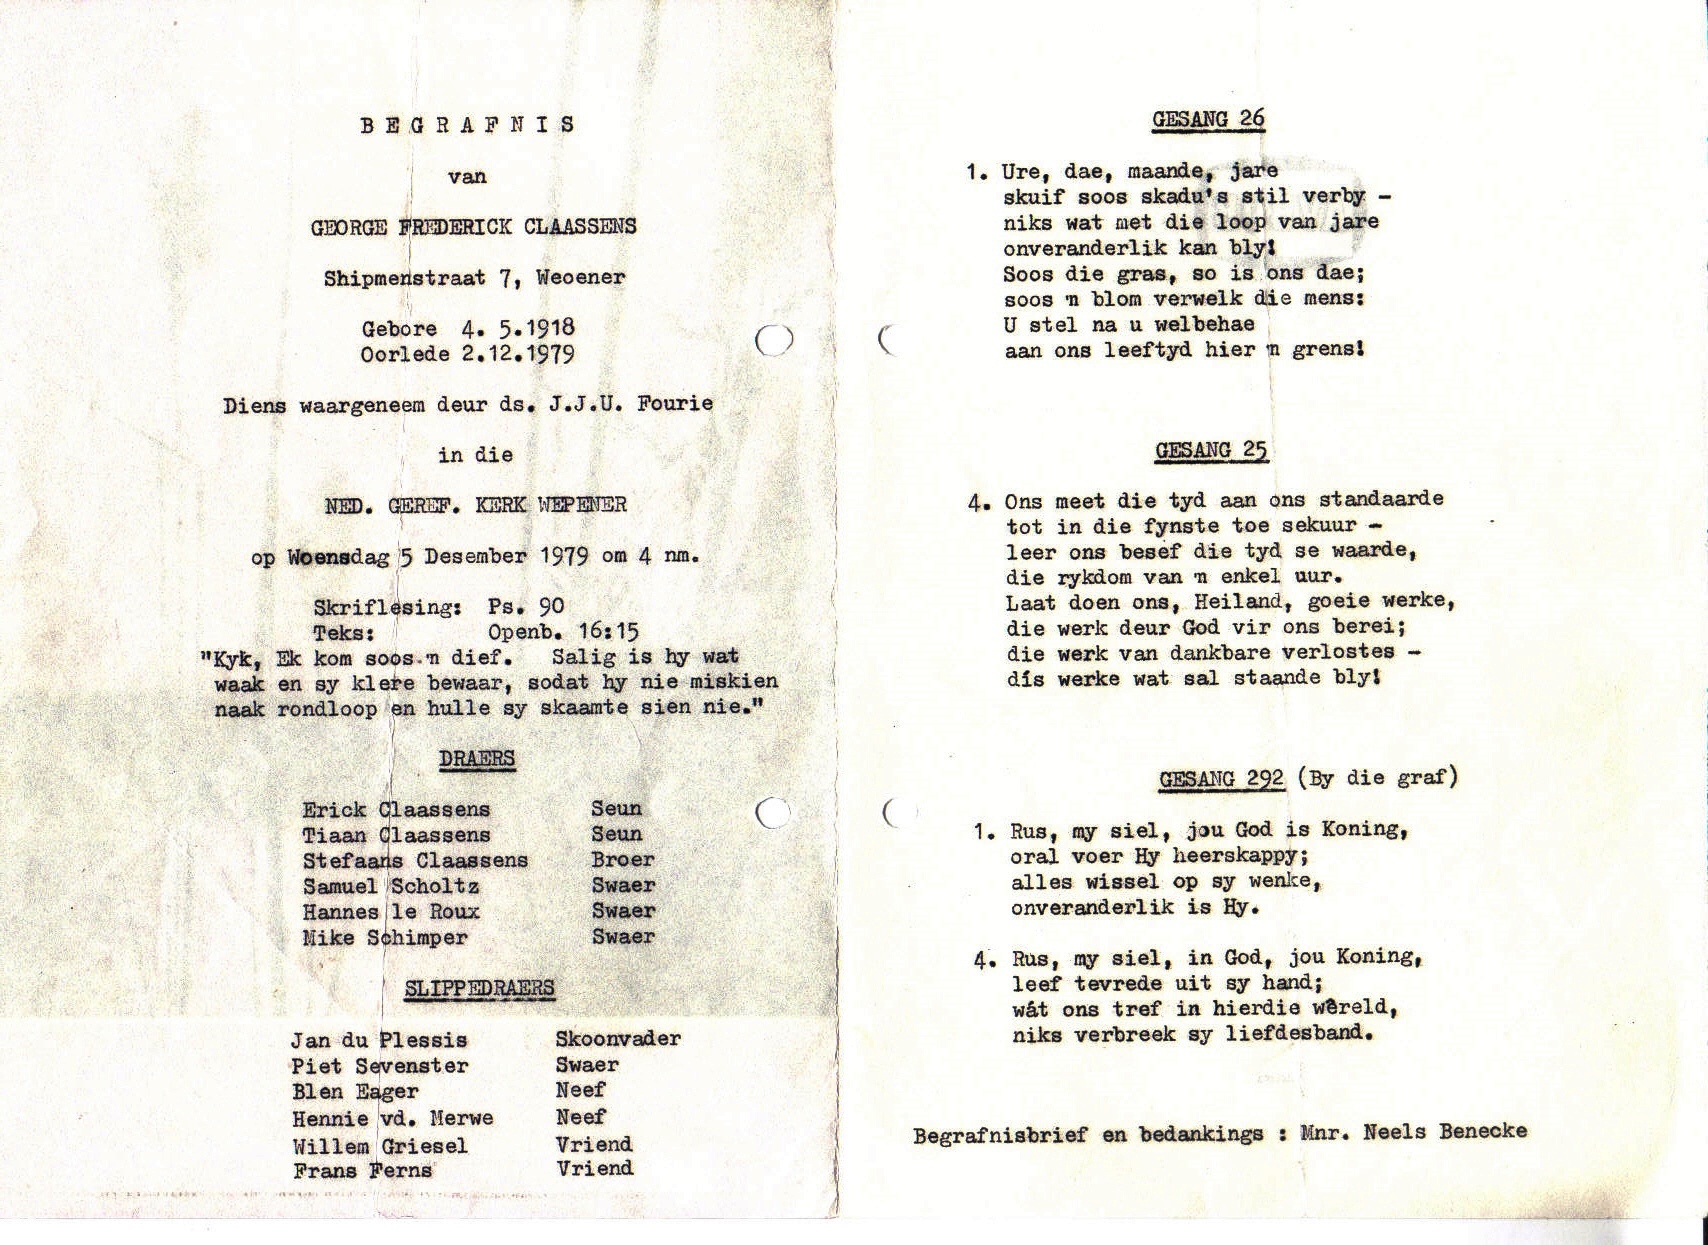 BEGRAFNIS
van
GEORGE FREDERICK CLAASSENS
Shipmenstraat 7, Weoener
Gebore 4. 5.1918
Oorlede 2.12.1979
Diens waargeneem deur ds. J.J.U. Fourie
in die
NED. GEREF. KERK WEPENER
op Woensdag 5 Desember 1979 om 4 nm.
Skriflesing: Ps. 90
Teks: Openb. 16:15
"Kyk, Ek kom soos 'n dief. Salig is hy wat
waak en sy klere bewaar, sodat hy nie miskien
naak rondloop en hulle sy skaamte sien nie."
DRAERS
Erick Claassens Seun
Tiaan Claassens Seun
Stefaans Claassens Broer
Samuel Scholtz Swaer
Hannes le Roux Swaer
Mike Schimper Swaer
SLIPPEDRAERS
Jan du Plessis Skoonvader
Piet Sevenster Swaer
Blen Eager Neef
Hennie vd. Merwe Neef
Willem Griesel Vriend
Frans Ferns Vriend
GESANG 26
1. Ure, dae, maande, jare
skuif soos skadu's stil verby -
niks wat met die loop van jare
onveranderlik kan bly!
Soos die gras, so is ons dae;
soos 'n blom verwelk die mens:
U stel na u welbehae
aan ons leeftyd hier 'n grens!
GESANG 25
4. Ons meet die tyd aan ons standaarde
tot in die fynste toe sekuur -
leer ons besef die tyd se waarde,
die rykdom van 'n enkel uur.
Laat doen ons, Heiland, goeie werke,
die werk deur God vir ons berei;
die werk van dankbare verlostes -
dís werke wat sal staande bly!
GESANG 292 (By die graf)
1. Rus, my siel, jou God is Koning,
oral voer Hy heerskappy;
alles wissel op sy wenke,
onveranderlik is Hy.
4. Rus, my siel, in God, jou Koning,
leef tevrede uit sy hand;
wát ons tref in hierdie wêreld,
niks verbreek sy liefdesband.
Begrafnisbrief en bedankings : Mnr. Neels Benecke